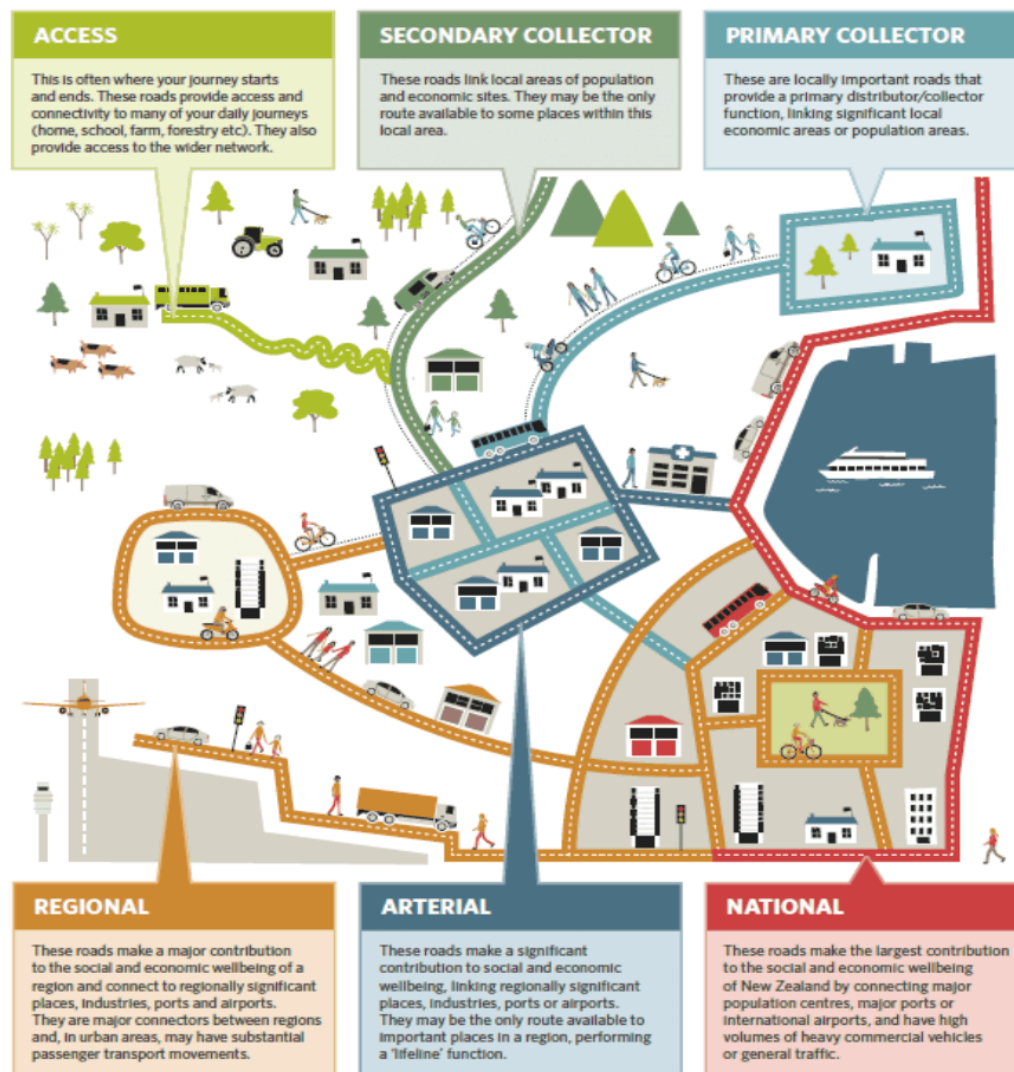 ACCESS
This is often where your journey starts
and ends. These roads provide access and
connectivity to many of your daily journeys
(home, school, farm, forestry etc). They also
provide access to the wider network.
SECONDARY COLLECTOR
These roads link local areas of population
and economic sites. They may be the only
route available to some places within this
local area.
PRIMARY COLLECTOR
These are locally important roads that
provide a primary distributor/collector
function, linking significant local
economic areas or population areas.
REGIONAL
These roads make a major contribution
to the social and economic wellbeing of a
region and connect to regionally significant
places, industries, ports and airports.
They are major connectors between regions
and, in urban areas, may have substantial
passenger transport movements.
ARTERIAL
These roads make a significant
contribution to social and economic
wellbeing, linking regionally significant
places, industries, ports or airports.
They may be the only route available to
important places in a region, performing
a 'lifeline' function.
NATIONAL
These roads make the largest contribution
to the social and economic wellbeing
of New Zealand by connecting major
population centres, major ports or
international airports, and have high
volumes of heavy commercial vehicles
or general traffic.